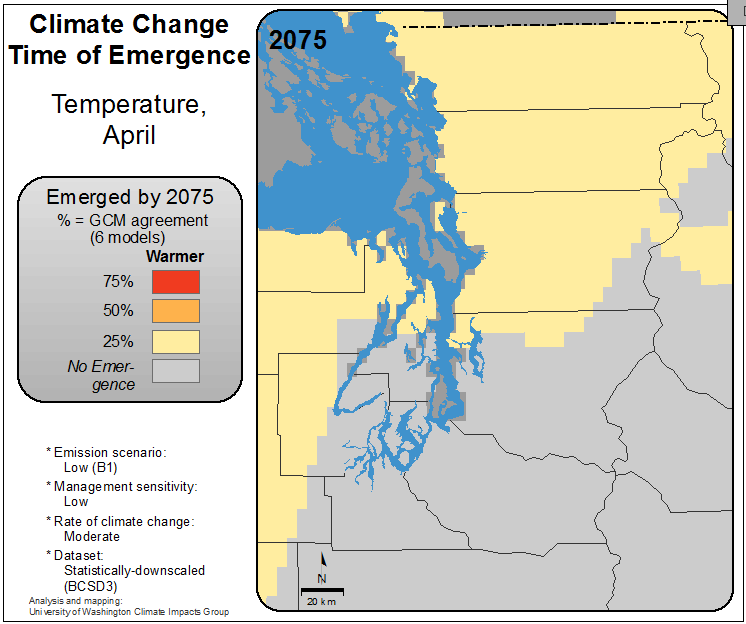 Climate Change
Time of Emergence
Temperature,
April
Emerged by 2075
% = GCM agreement
(6 models)
Warmer
75%
50%
25%
No Emer-
gence
* Emission scenario:
Low (B1)
* Management sensitivity:
Low
* Rate of climate change:
Moderate
* Dataset:
Statistically-downscaled
(BCSD3)
Analysis and mapping:
University of Washington Climate Impacts Group
2075
N
20 km